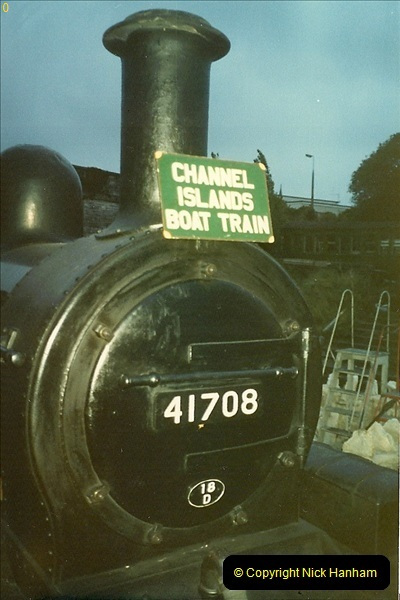 0
CHANNEL
ISLANDS
BOAT TRAIN
41708
18
D
© Copyright Nick Hanham